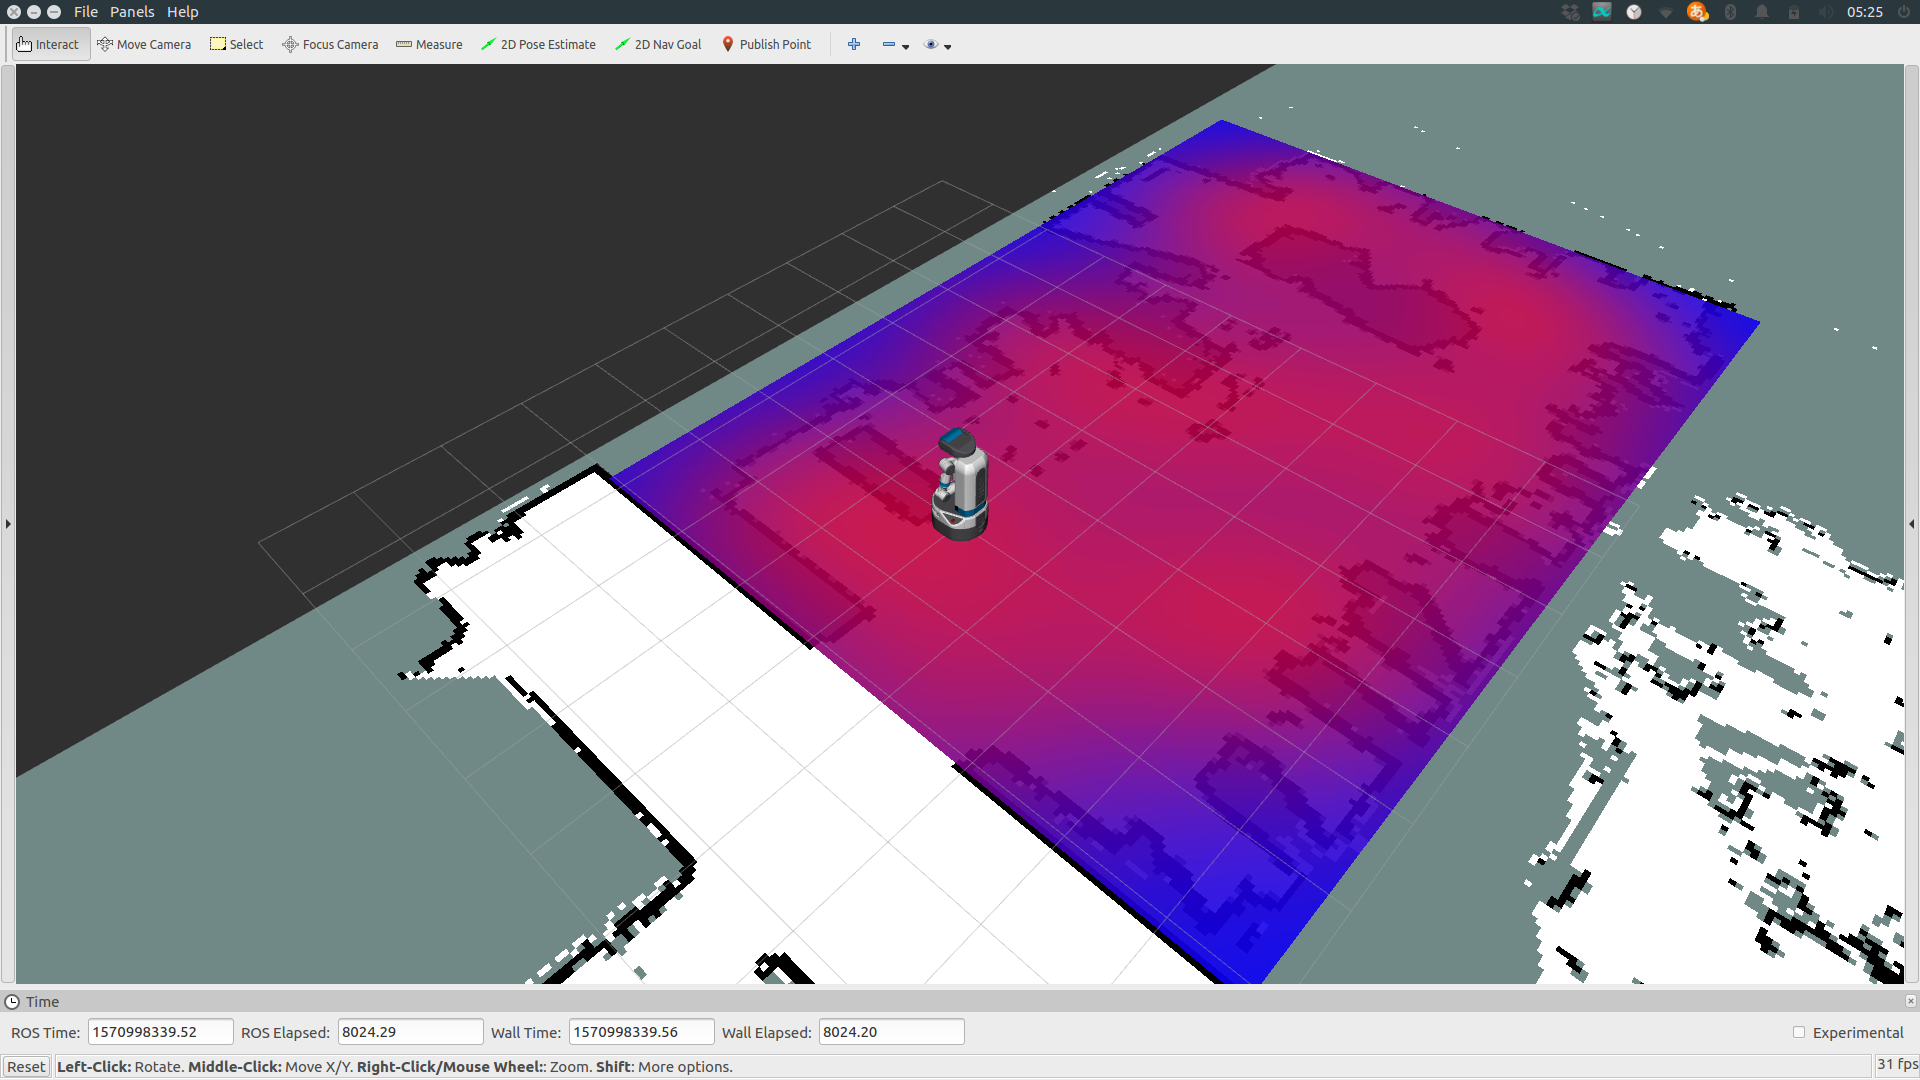 File Panels Help 05:25
Interact Move Camera Select Focus Camera Measure 2D Pose Estimate 2D Nav Goal Publish Point
あ
Time
ROS Time: 1570998339.52 ROS Elapsed: 8024.29 Wall Time: 1570998339.56 Wall Elapsed: 8024.20 Experimental
Reset Left-Click: Rotate. Middle-Click: Move X/Y. Right-Click/Mouse Wheel:: Zoom. Shift: More options. 31 fps